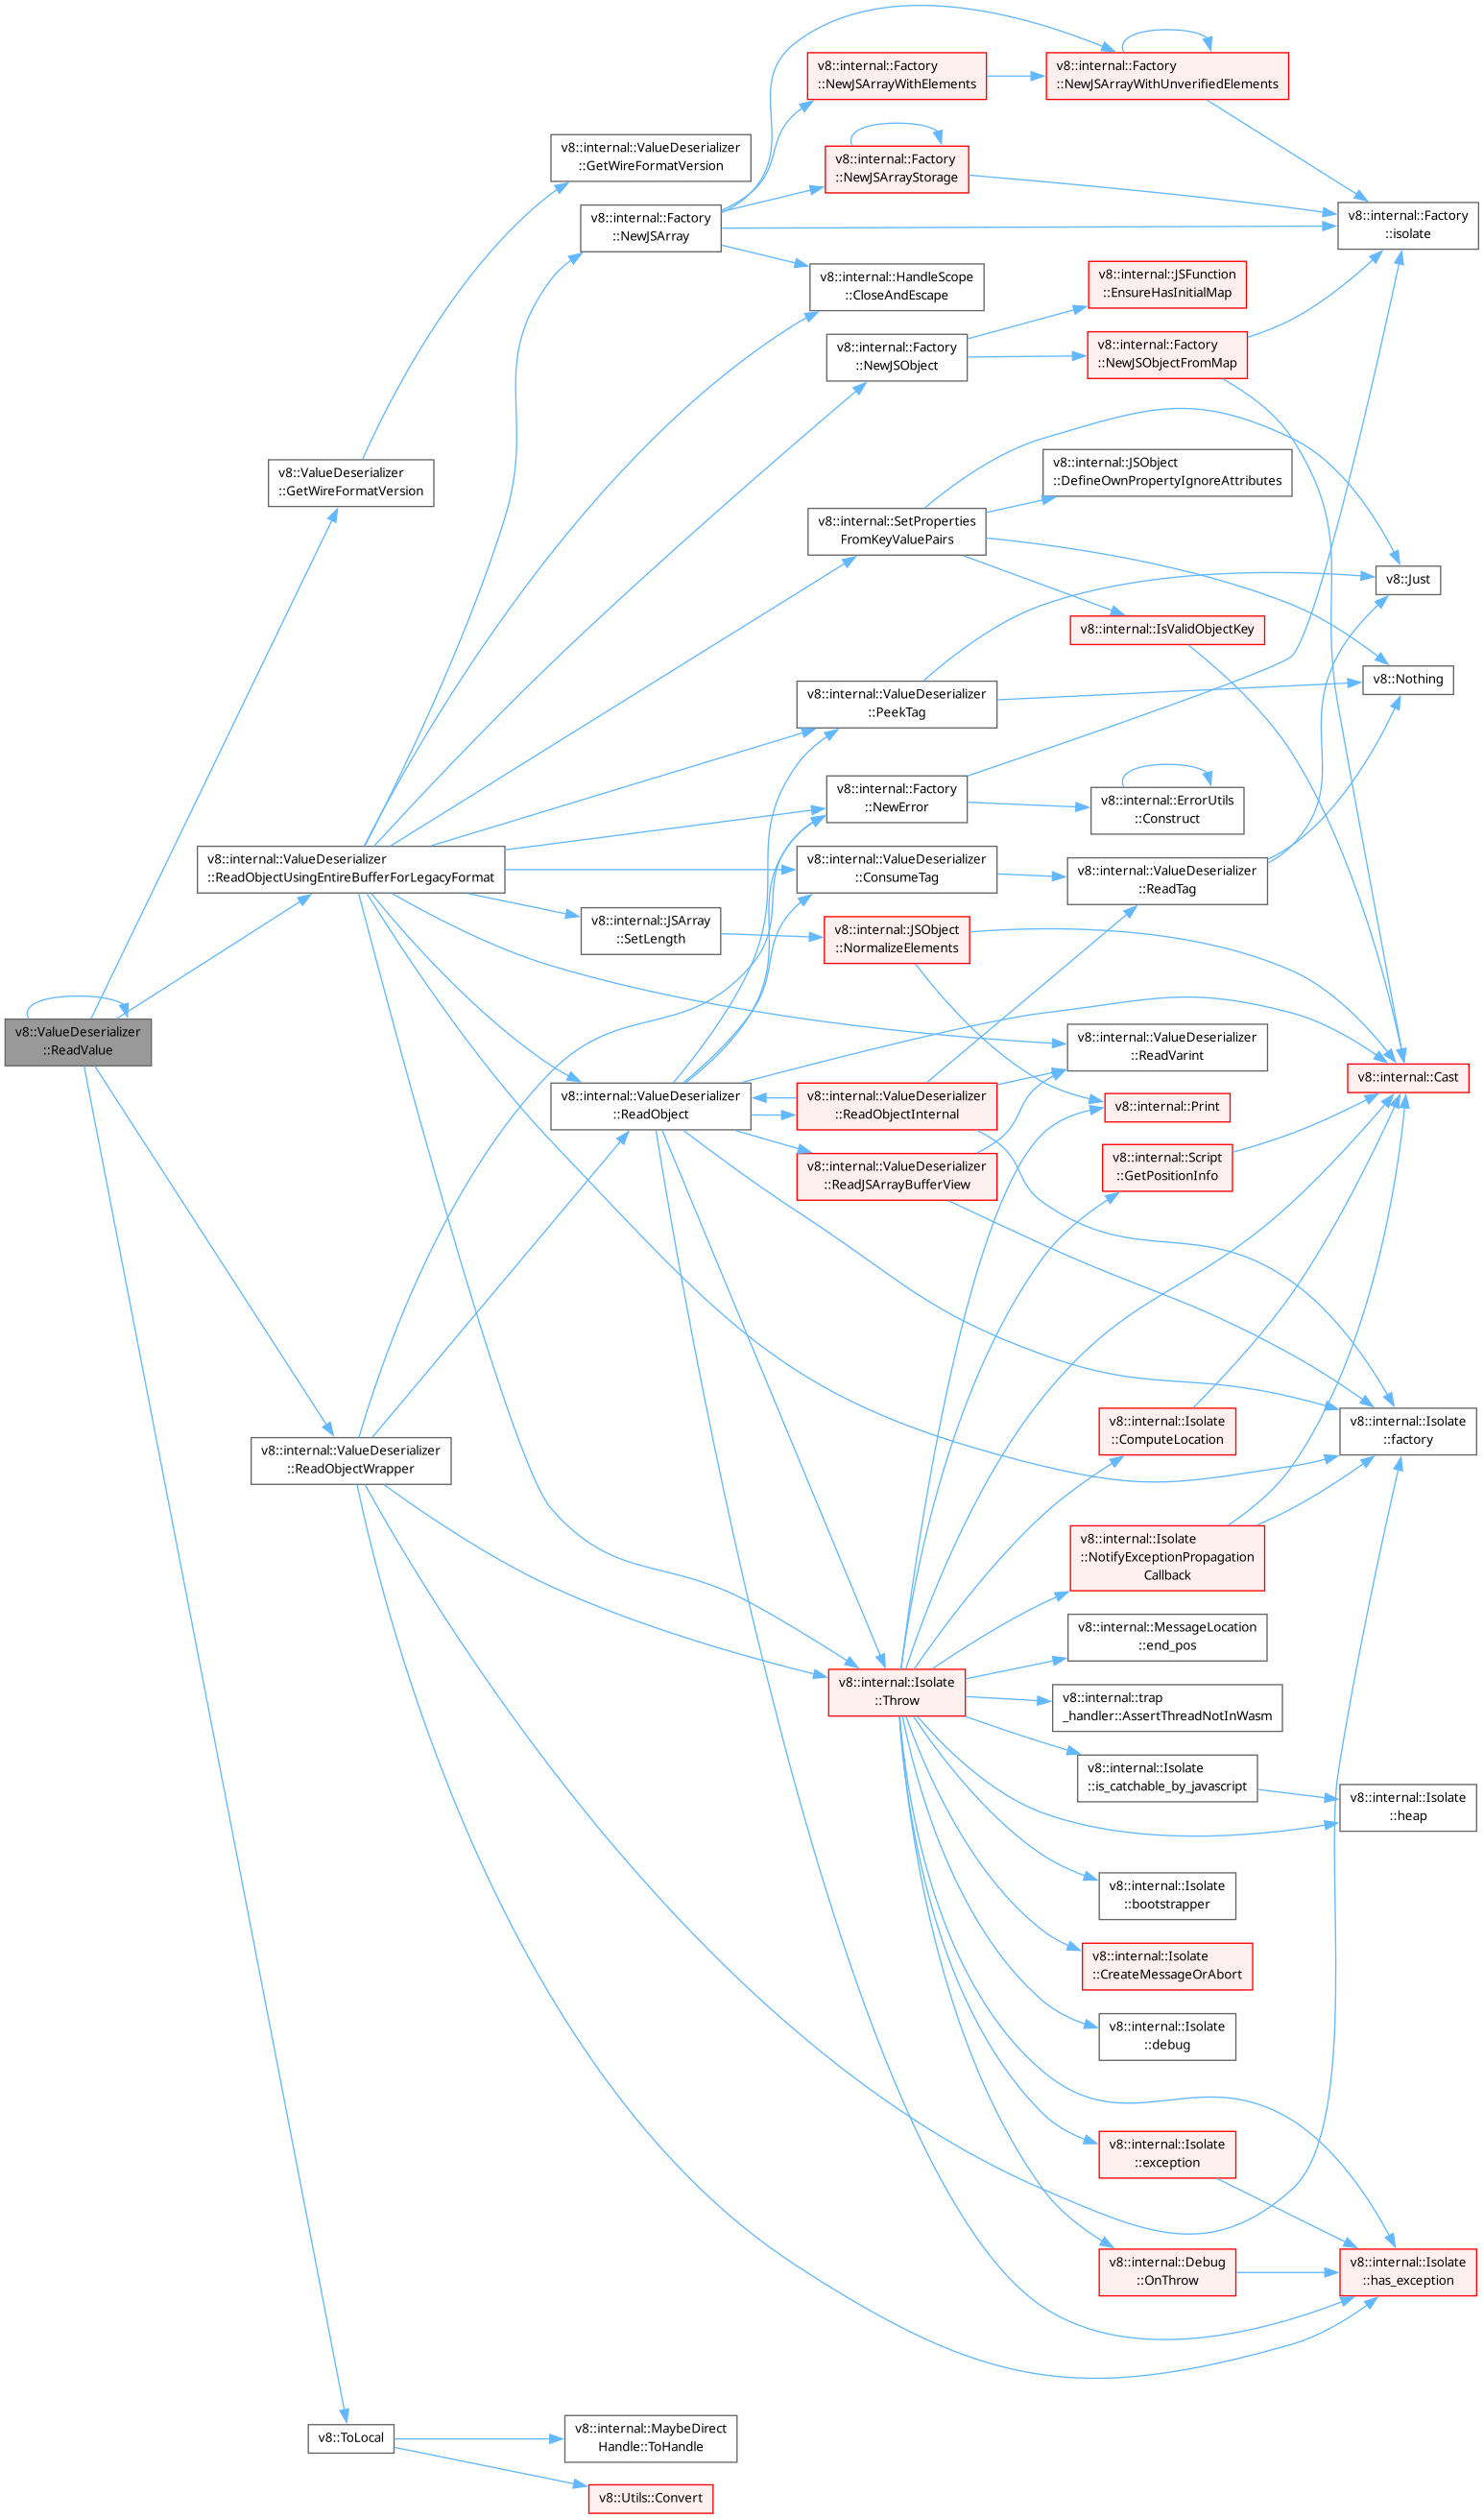 v8::internal::Factory
::NewJSArrayWithElements
v8::internal::Factory
::NewJSArrayWithUnverifiedElements
v8::internal::ValueDeserializer
::GetWireFormatVersion
v8::internal::Factory
::NewJSArrayStorage
v8::internal::Factory
::NewJSArray
v8::internal::Factory
::isolate
v8::internal::HandleScope
::CloseAndEscape
v8::internal::JSFunction
::EnsureHasInitialMap
v8::internal::Factory
::NewJSObject
v8::internal::Factory
::NewJSObjectFromMap
v8::ValueDeserializer
::GetWireFormatVersion
v8::internal::JSObject
::DefineOwnPropertyIgnoreAttributes
v8::internal::SetProperties
FromKeyValuePairs
v8::Just
v8::internal::IsValidObjectKey
v8::internal::ValueDeserializer
::PeekTag
v8::Nothing
v8::internal::Factory
::NewError
v8::internal::ErrorUtils
::Construct
v8::internal::ValueDeserializer
::ReadObjectUsingEntireBufferForLegacyFormat
v8::internal::ValueDeserializer
::ConsumeTag
v8::internal::ValueDeserializer
::ReadTag
v8::internal::JSArray
::SetLength
v8::internal::JSObject
::NormalizeElements
v8::ValueDeserializer
::ReadValue
v8::internal::ValueDeserializer
::ReadVarint
v8::internal::Cast
v8::internal::ValueDeserializer
::ReadObject
v8::internal::ValueDeserializer
::ReadObjectInternal
v8::internal::Print
v8::internal::ValueDeserializer
::ReadJSArrayBufferView
v8::internal::Script
::GetPositionInfo
v8::internal::ValueDeserializer
::ReadObjectWrapper
v8::internal::Isolate
::ComputeLocation
v8::internal::Isolate
::factory
v8::internal::Isolate
::NotifyExceptionPropagation
Callback
v8::internal::MessageLocation
::end_pos
v8::internal::Isolate
::Throw
v8::internal::trap
_handler::AssertThreadNotInWasm
v8::internal::Isolate
::is_catchable_by_javascript
v8::internal::Isolate
::heap
v8::internal::Isolate
::bootstrapper
v8::internal::Isolate
::CreateMessageOrAbort
v8::internal::Isolate
::debug
v8::internal::Isolate
::exception
v8::internal::Debug
::OnThrow
v8::internal::Isolate
::has_exception
v8::ToLocal
v8::internal::MaybeDirect
Handle::ToHandle
v8::Utils::Convert